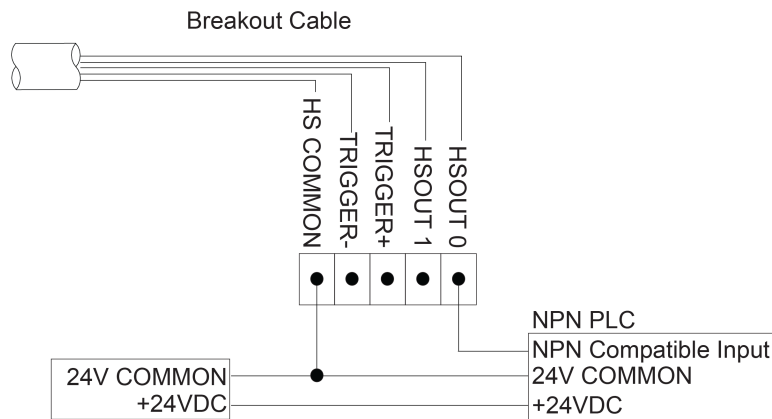 Breakout Cable
HS COMMON
TRIGGER-
TRIGGER+
HSOUT 1
HSOUT 0
NPN PLC
NPN Compatible Input
24V COMMON
+24VDC
24V COMMON
+24VDC